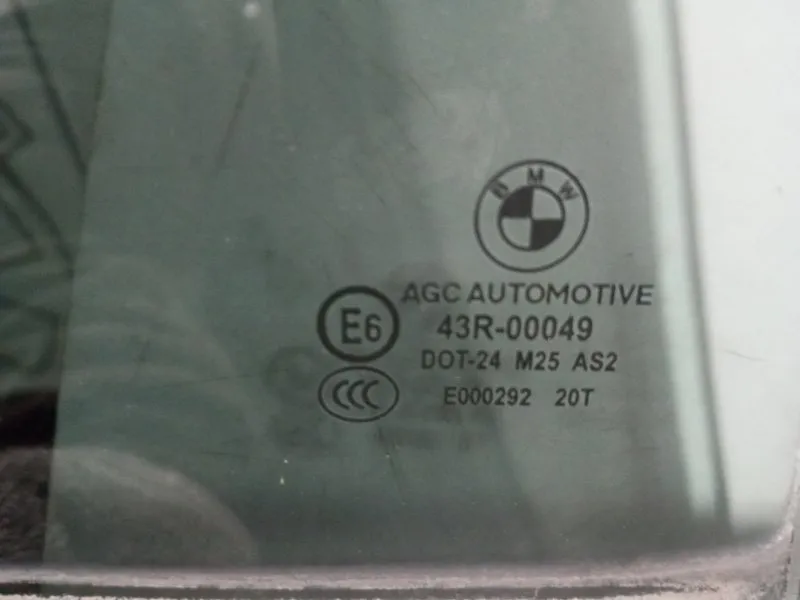 BMW
AGC AUTOMOTIVE
E6 43R-00049
DOT-24 M25 AS2
CCC E000292 20T